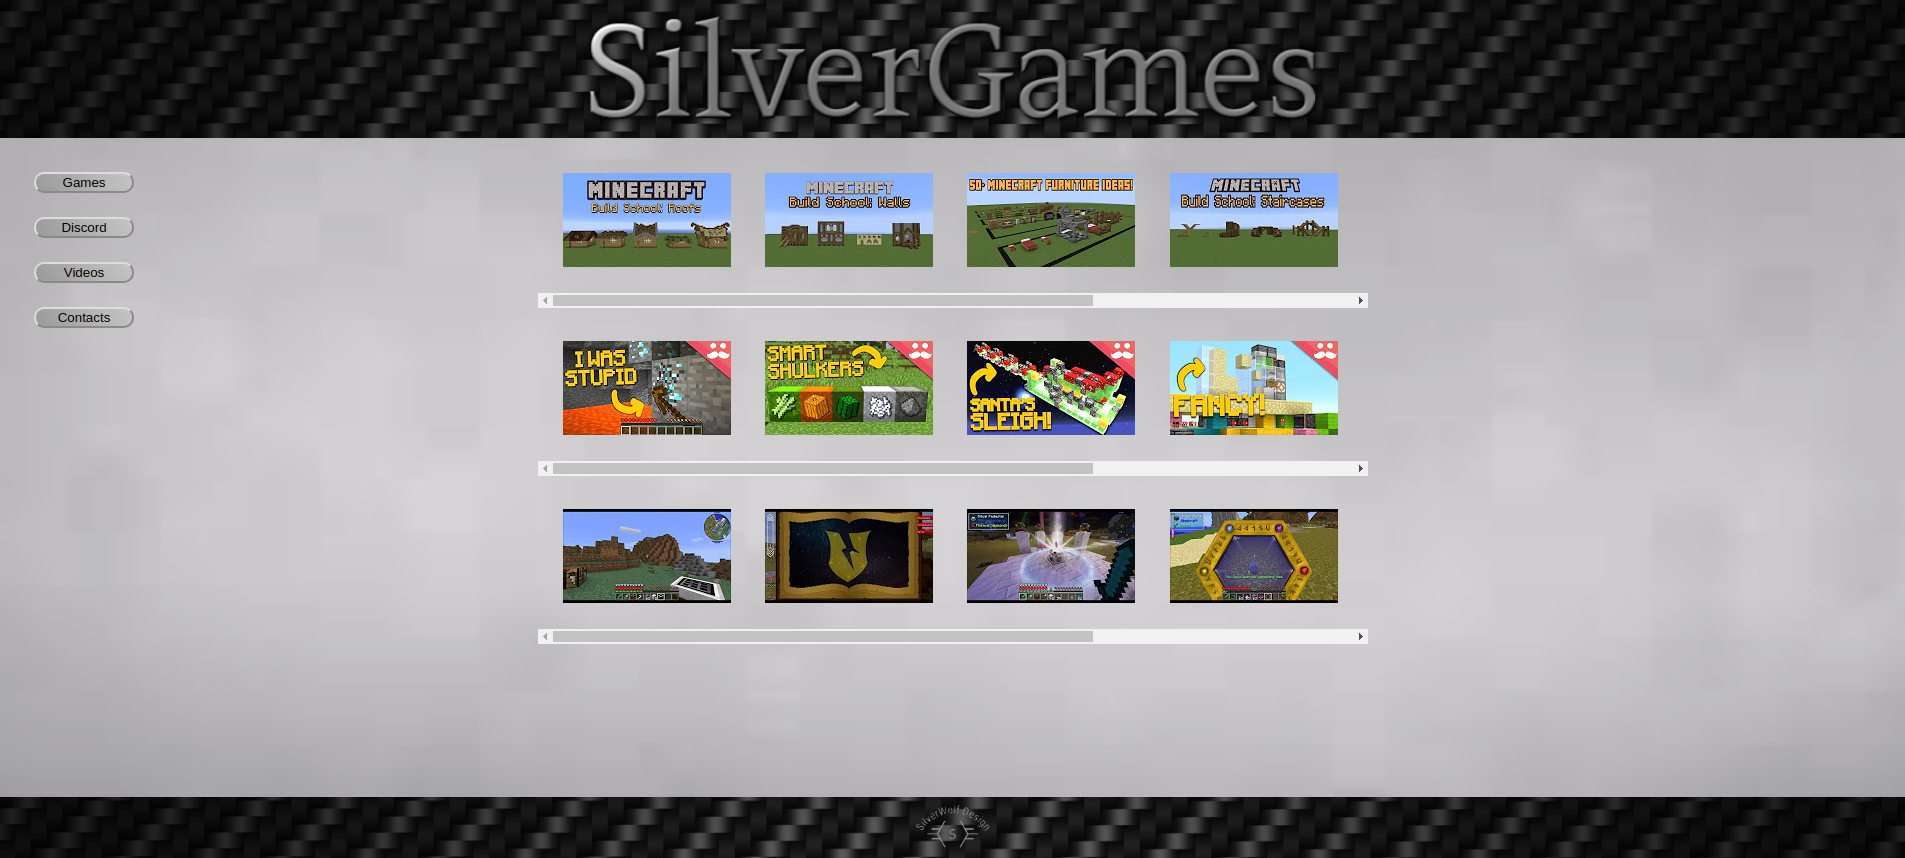 SilverGames
Games
Discord
Videos
Contacts
MINECRAFT
Build School: Roofs
MINECRAFT
Build School: Walls
50+ MINECRAFT FURNITURE IDEAS!
MINECRAFT
Build School: Staircases
I WAS
STUPID
SMART
SHULKERS
SANTA'S
SLEIGH!
FANCY!
SilverWolf Design
S